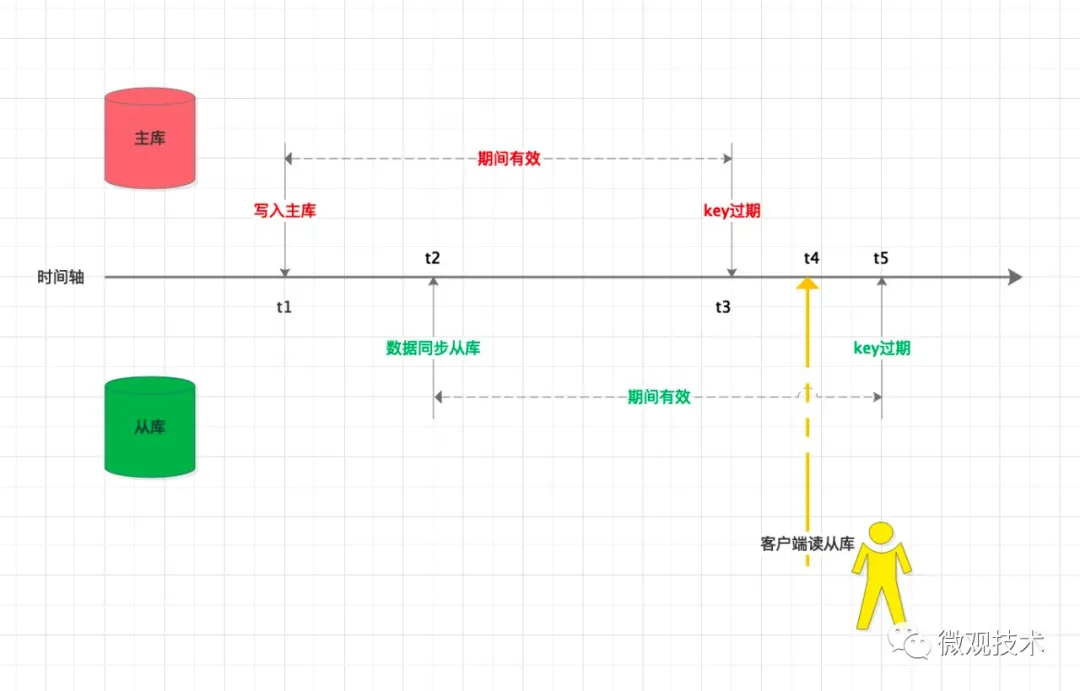 主库
期间有效
写入主库
key过期
t2
t4
t5
时间轴
t1
t3
数据同步从库
key过期
期间有效
从库
客户端读从库
微观技术